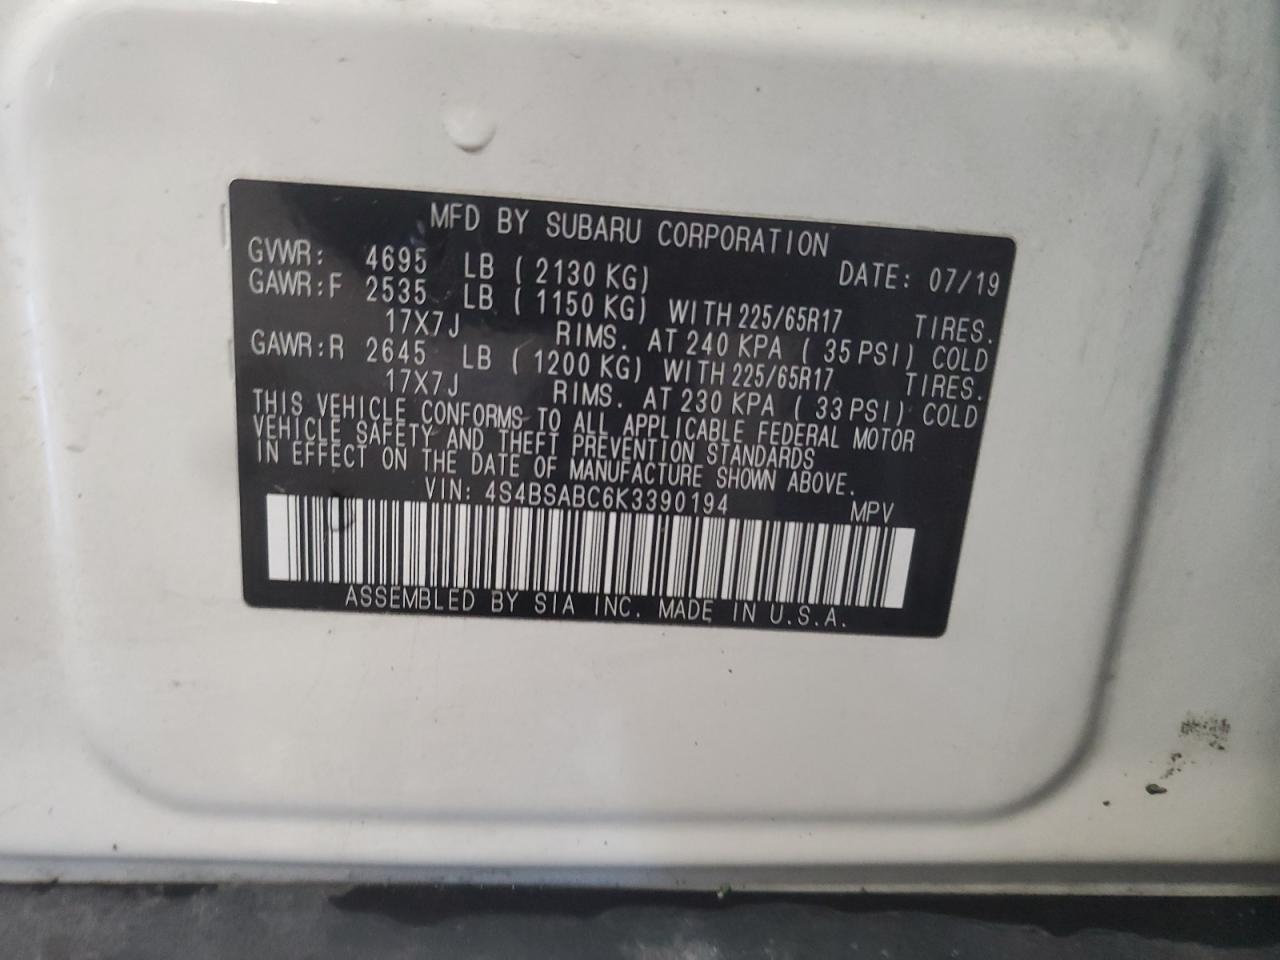 MFD BY SUBARU CORPORATION
GVWR: 4695 LB ( 2130 KG) DATE: 07/19
GAWR:F 2535 LB ( 1150 KG) WITH 225/65R17 TIRES.
17X7J RIMS. AT 240 KPA ( 35 PSI) COLD
GAWR:R 2645 LB ( 1200 KG) WITH 225/65R17 TIRES.
17X7J RIMS. AT 230 KPA ( 33 PSI) COLD
THIS VEHICLE CONFORMS TO ALL APPLICABLE FEDERAL MOTOR
VEHICLE SAFETY AND THEFT PREVENTION STANDARDS
IN EFFECT ON THE DATE OF MANUFACTURE SHOWN ABOVE.
VIN: 4S4BSABC6K3390194 MPV
ASSEMBLED BY SIA INC. MADE IN U.S.A.